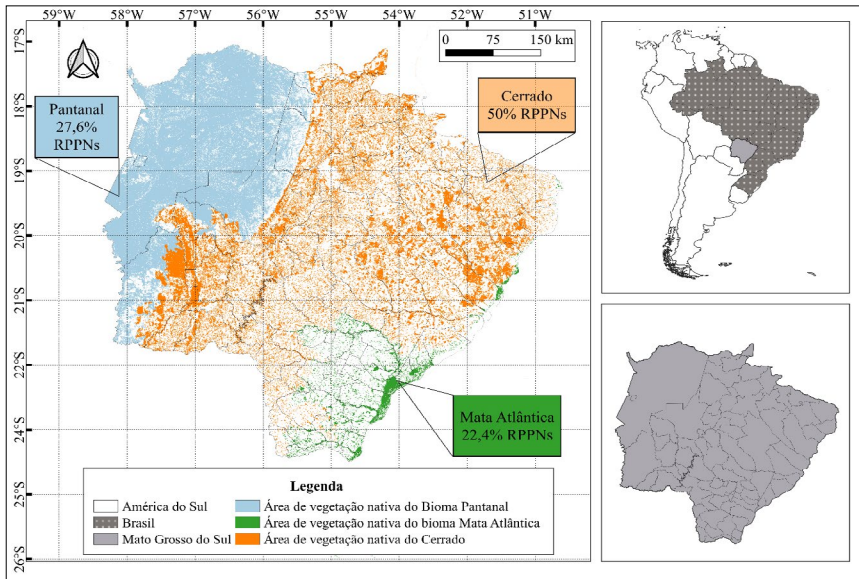 59°W 58°W 57°W 56°W 55°W 53°W 52°W 51°W
17°S
0 75 150 km
Pantanal
27,6%
RPPNs
Cerrado
50% RPPNs
18°S
19°S
20°S
21°S
22°S
Mata Atlântica
22,4% RPPNs
24°S
25°S
26°S
Legenda
América do Sul
Brasil
Mato Grosso do Sul
Área de vegetação nativa do Bioma Pantanal
Área de vegetação nativa do bioma Mata Atlântica
Área de vegetação nativa do Cerrado